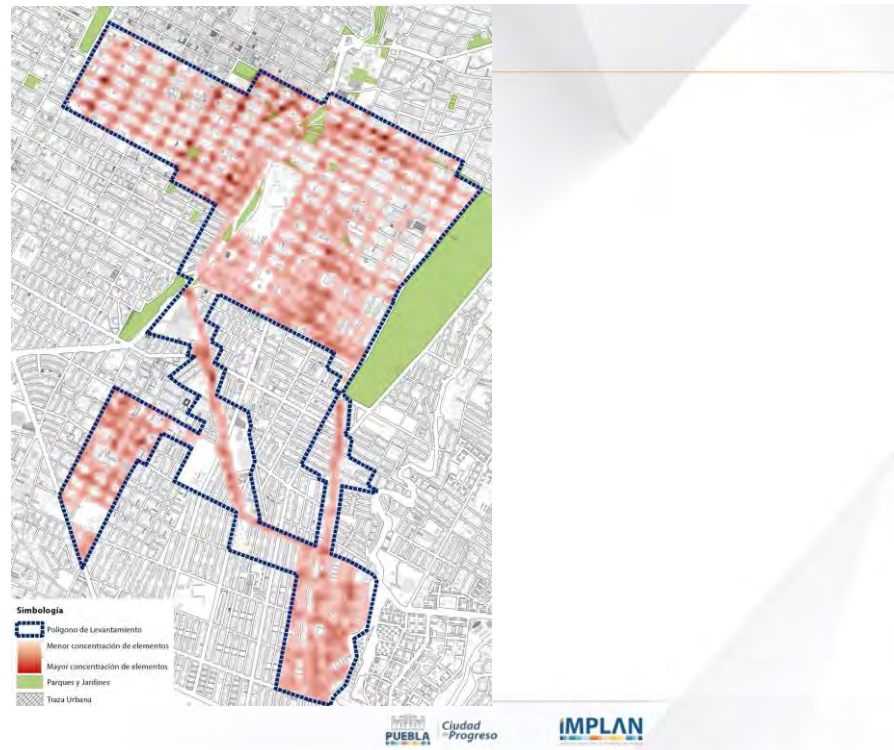 Simbología
Polígono de Levantamiento
Menor concentración de elementos
Mayor concentración de elementos
Parques y Jardines
Traza Urbana
PUEBLA
Ciudad
de Progreso
IMPLAN